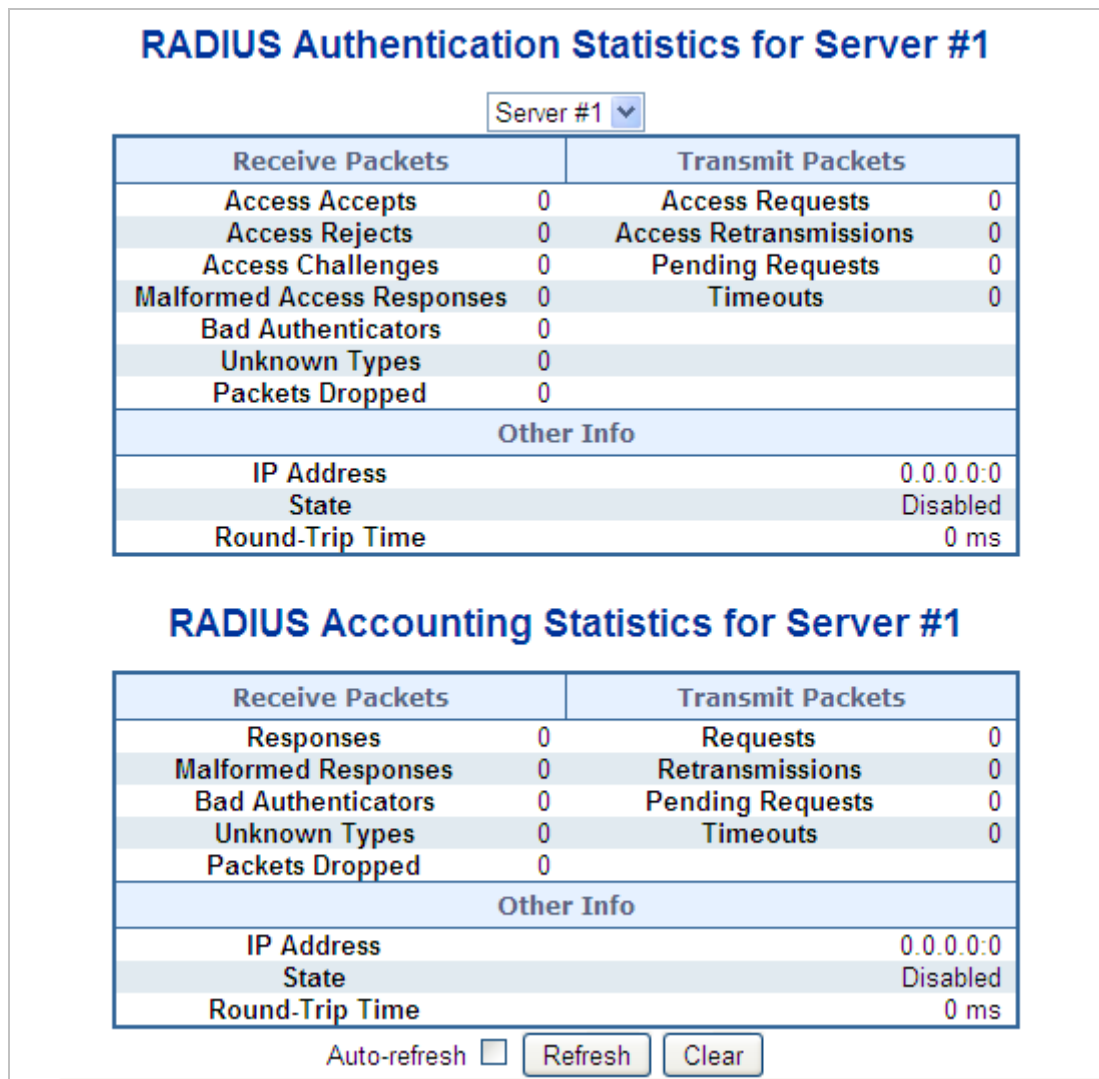 RADIUS Authentication Statistics for Server #1
Server #1
Receive Packets Transmit Packets
Access Accepts 0 Access Requests 0
Access Rejects 0 Access Retransmissions 0
Access Challenges 0 Pending Requests 0
Malformed Access Responses 0 Timeouts 0
Bad Authenticators 0
Unknown Types 0
Packets Dropped 0
Other Info
IP Address 0.0.0.0:0
State Disabled
Round-Trip Time 0 ms
RADIUS Accounting Statistics for Server #1
Receive Packets Transmit Packets
Responses 0 Requests 0
Malformed Responses 0 Retransmissions 0
Bad Authenticators 0 Pending Requests 0
Unknown Types 0 Timeouts 0
Packets Dropped 0
Other Info
IP Address 0.0.0.0:0
State Disabled
Round-Trip Time 0 ms
Auto-refresh Refresh Clear